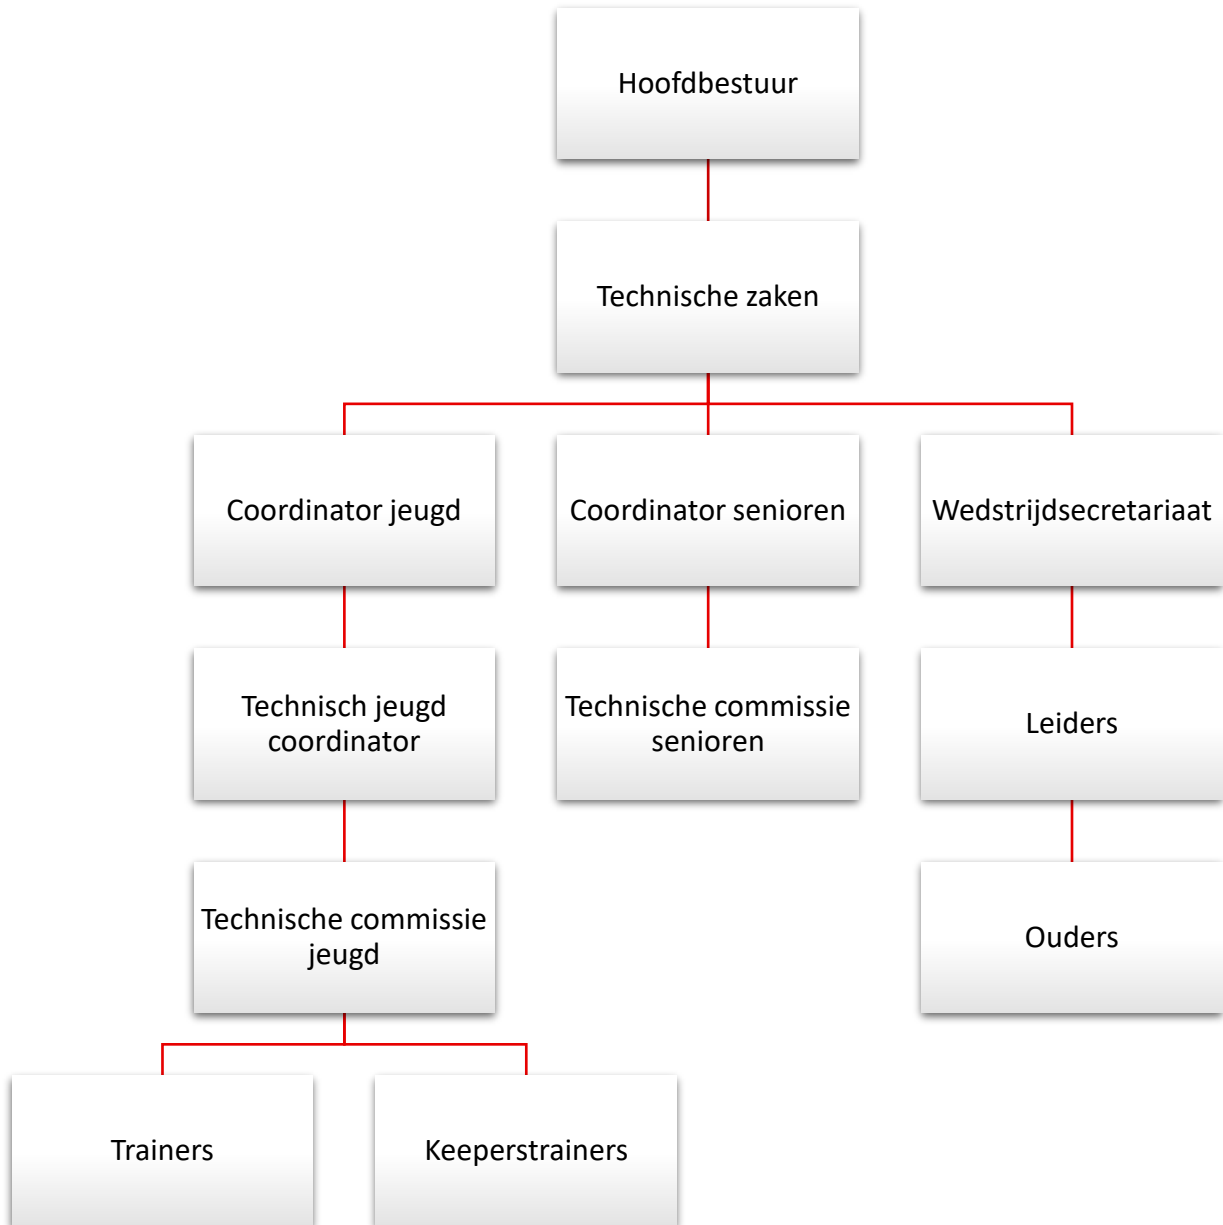 Hoofdbestuur
Technische zaken
Coordinator jeugd
Coordinator senioren
Wedstrijdsecretariaat
Technisch jeugd
coordinator
Technische commissie
senioren
Leiders
Technische commissie
jeugd
Ouders
Trainers
Keeperstrainers